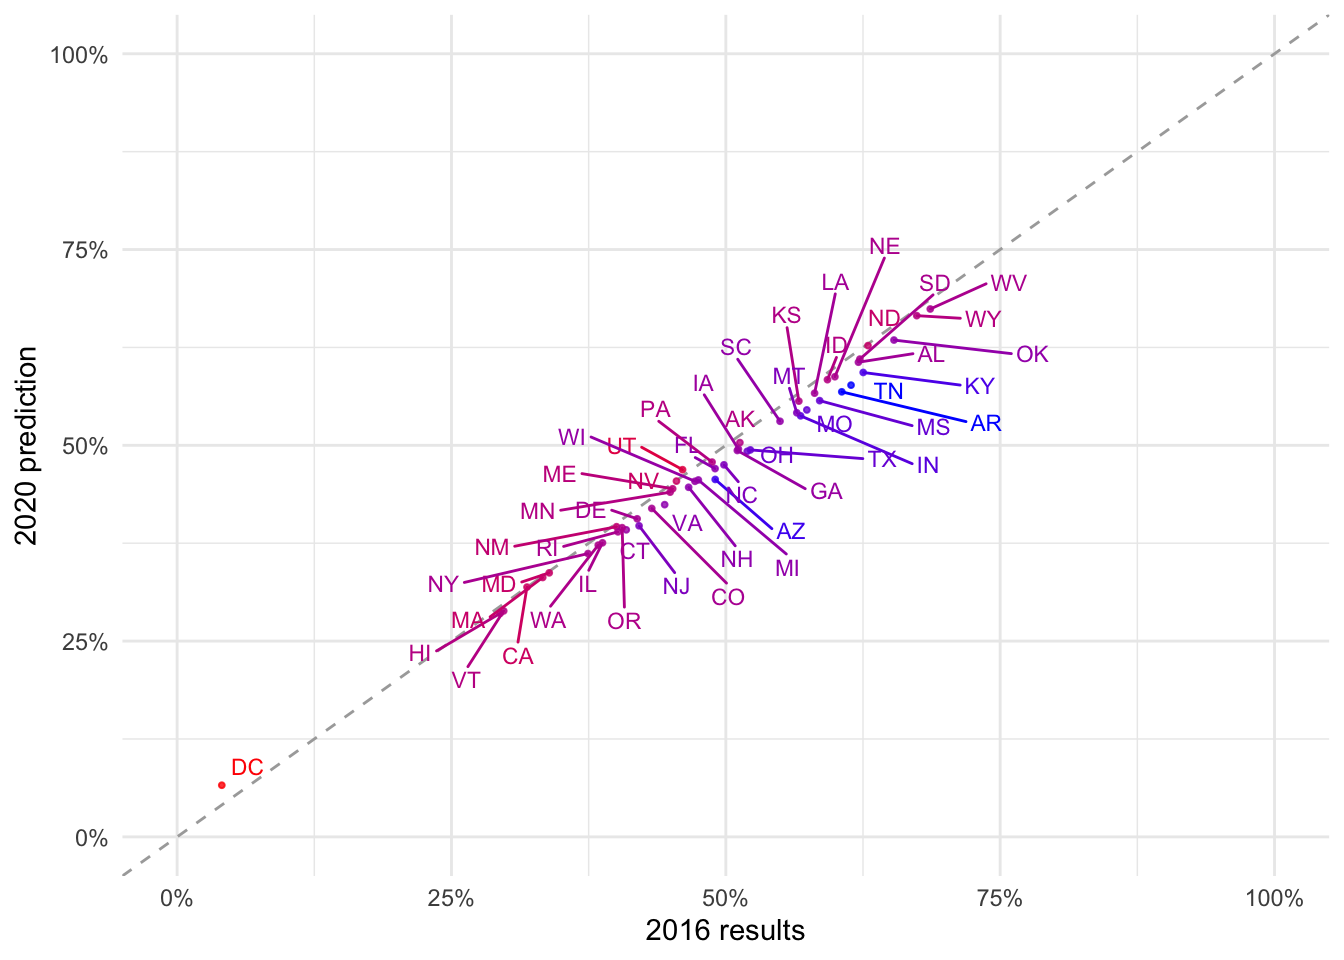 100%
75%
50%
25%
0%
2020 prediction
NE
SD
WV
LA
KS
ND
WY
SC
ID
AL
OK
IA
MT
KY
TN
PA
AK
MO
MS
AR
WI
UT
FL
OH
TX
IN
ME
NV
NC
GA
MN
DE
VA
AZ
NM
RI
CT
NH
MI
NY
MD
IL
NJ
CO
MA
WA
OR
HI
CA
VT
DC
0%
25%
50%
75%
100%
2016 results